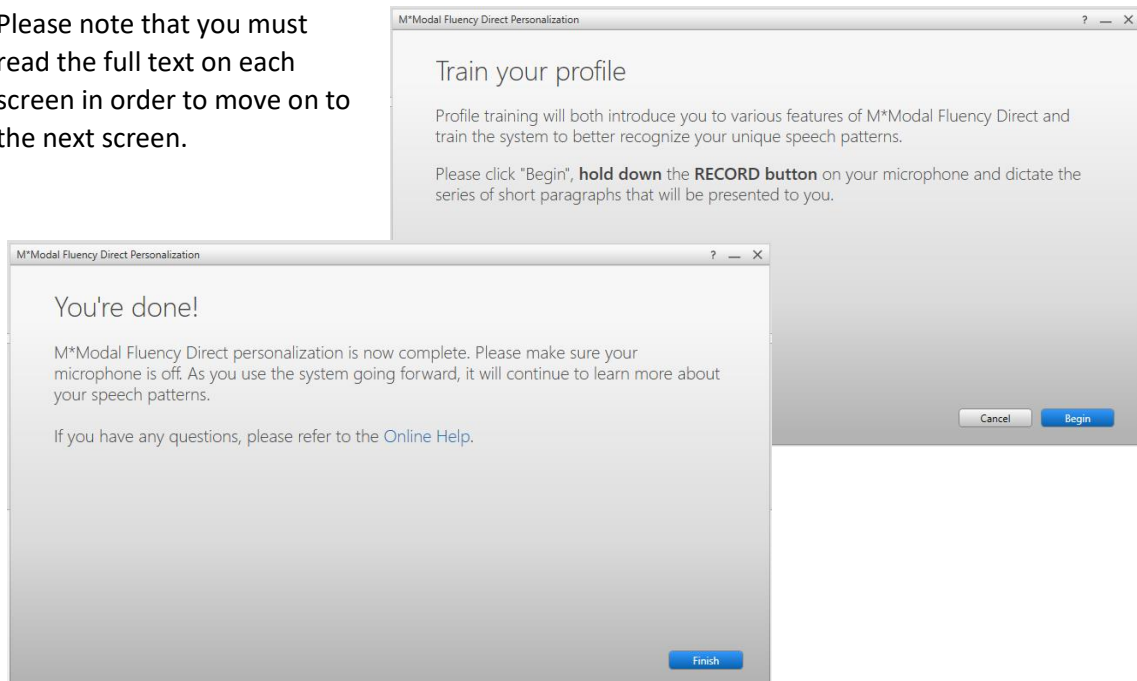 Please note that you must
read the full text on each
screen in order to move on to
the next screen.
M*Modal Fluency Direct Personalization ? — X
Train your profile
Profile training will both introduce you to various features of M*Modal Fluency Direct and
train the system to better recognize your unique speech patterns.
Please click "Begin", hold down the RECORD button on your microphone and dictate the
series of short paragraphs that will be presented to you.
Cancel Begin
M*Modal Fluency Direct Personalization ? — X
You're done!
M*Modal Fluency Direct personalization is now complete. Please make sure your
microphone is off. As you use the system going forward, it will continue to learn more about
your speech patterns.
If you have any questions, please refer to the Online Help.
Finish